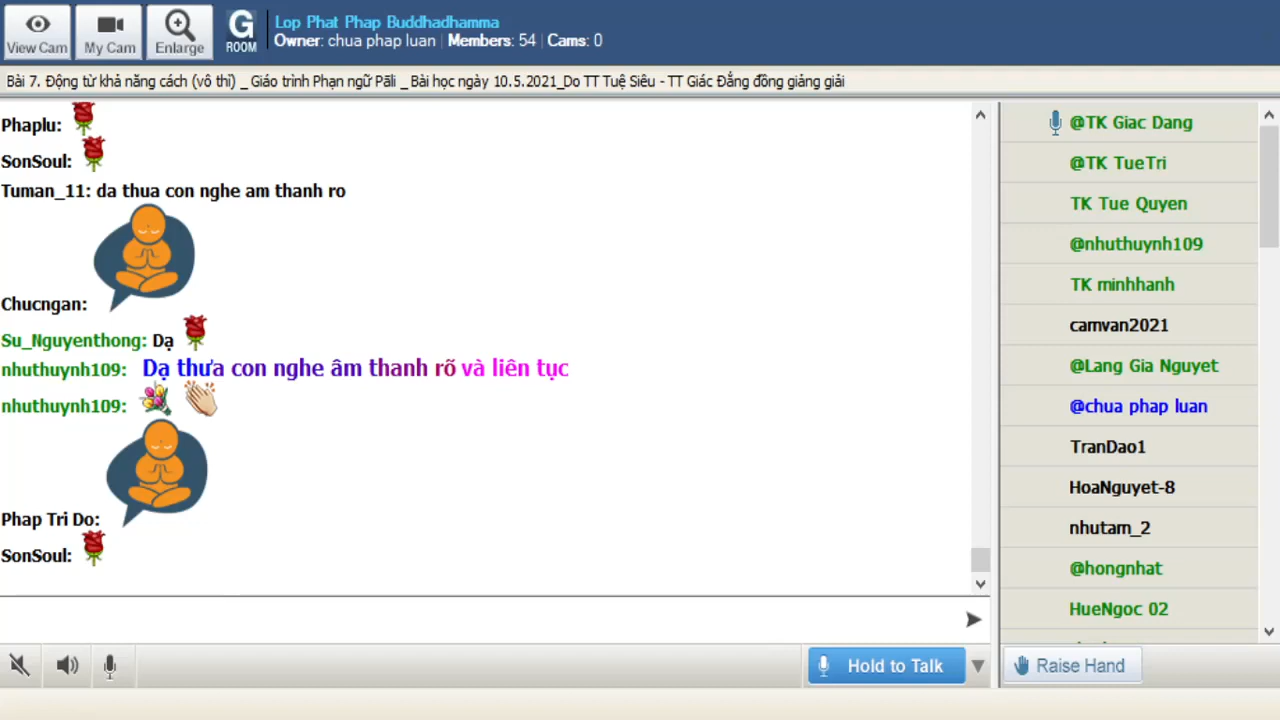 View Cam
My Cam
Enlarge
G
ROOM
Lop Phat Phap Buddhadhamma
Owner: chua phap luan | Members: 54 | Cams: 0
Bài 7. Động từ khả năng cách (vô thì) _ Giáo trình Phạn ngữ Pāli _ Bài học ngày 10.5.2021_Do TT Tuệ Siêu - TT Giác Đẳng đồng giảng giải
Phaplu:
SonSoul:
Tuman_11: da thua con nghe am thanh ro
Chucngan:
Su_Nguyenthong: Dạ
nhuthuynh109: Dạ thưa con nghe âm thanh rõ và liên tục
nhuthuynh109:
Phap Tri Do:
SonSoul:
@TK Giac Dang
@TK TueTri
TK Tue Quyen
@nhuthuynh109
TK minhhanh
camvan2021
@Lang Gia Nguyet
@chua phap luan
TranDao1
HoaNguyet-8
nhutam_2
@hongnhat
HueNgoc 02
Hold to Talk
Raise Hand